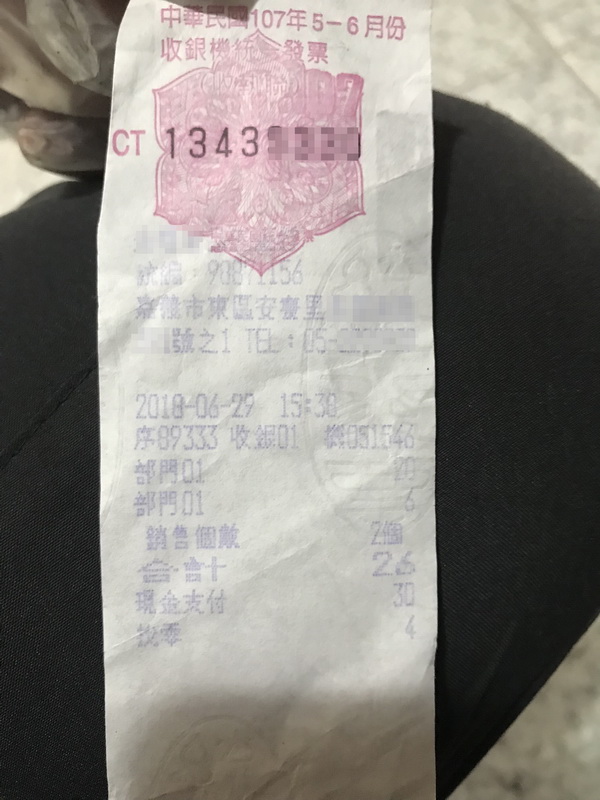 中華民國107年5-6月份
收銀機統一發票
CT 13439
統編:90871156
嘉義市東區安寮里
號之1 TEL:05-
2018-06-29 15:38
序89333 收銀01 機051546
部門01 20
部門01 6
銷售個數 2個
合計 26
現金支付 30
找零 4